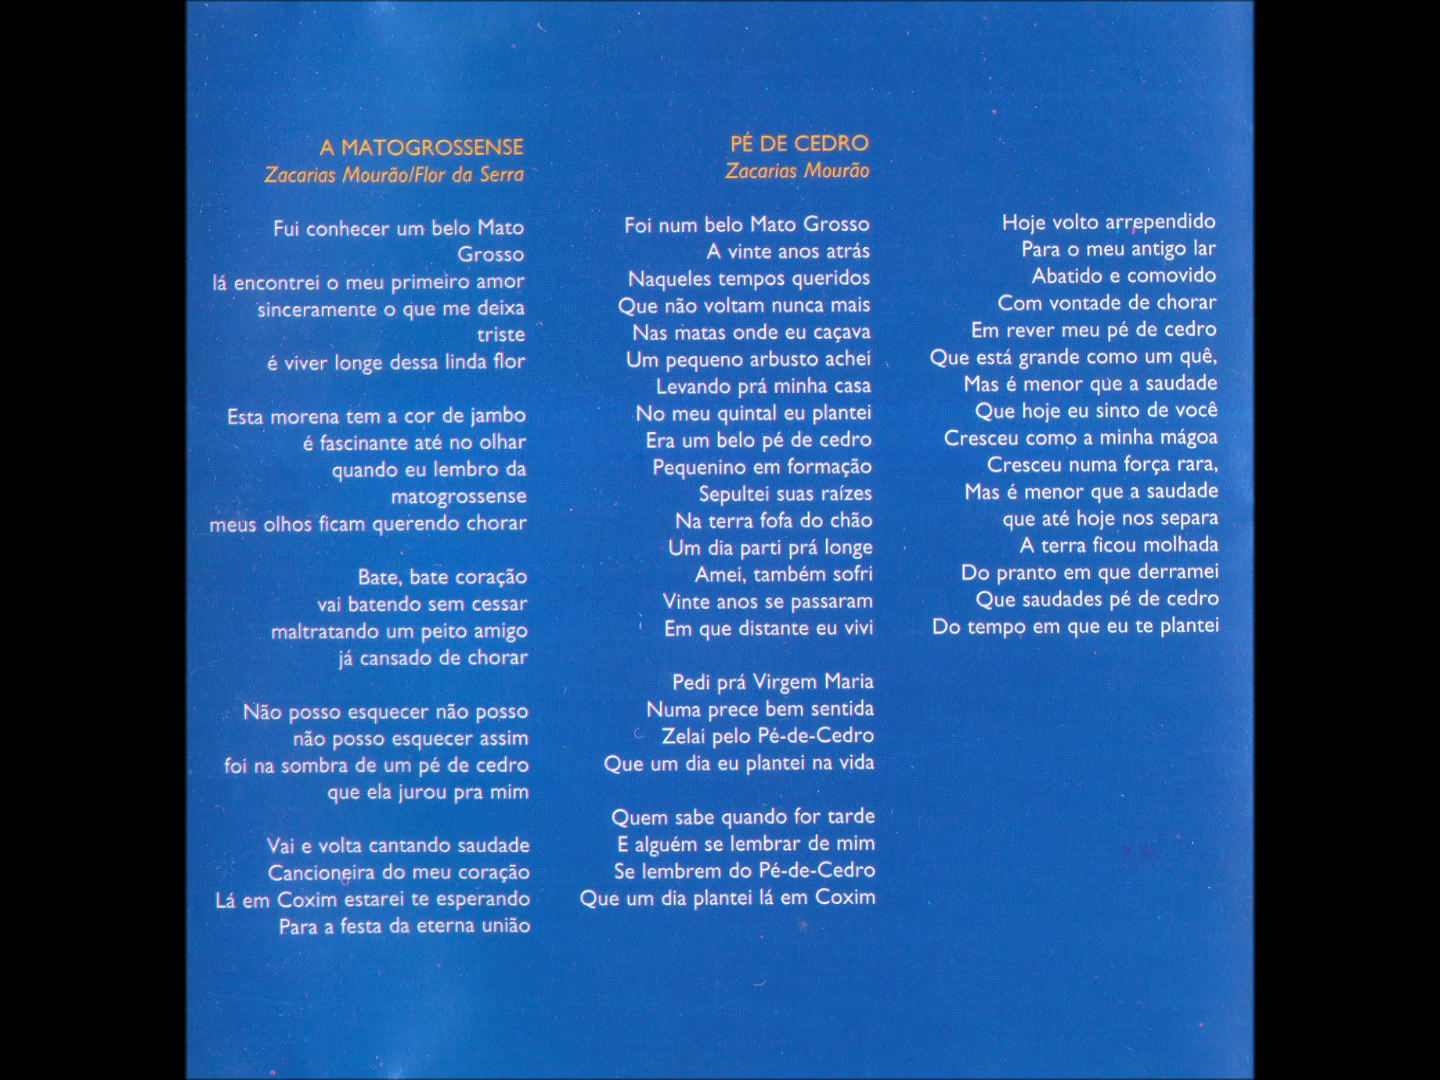 A MATOGROSSENSE
Zacarias Mourão/Flor da Serra
Fui conhecer um belo Mato
Grosso
lá encontrei o meu primeiro amor
sinceramente o que me deixa
triste
é viver longe dessa linda flor
Esta morena tem a cor de jambo
é fascinante até no olhar
quando eu lembro da
matogrossense
meus olhos ficam querendo chorar
Bate, bate coração
vai batendo sem cessar
maltratando um peito amigo
já cansado de chorar
Não posso esquecer não posso
não posso esquecer assim
foi na sombra de um pé de cedro
que ela jurou pra mim
Vai e volta cantando saudade
Cancioneira do meu coração
Lá em Coxim estarei te esperando
Para a festa da eterna união
PÉ DE CEDRO
Zacarias Mourão
Foi num belo Mato Grosso
A vinte anos atrás
Naqueles tempos queridos
Que não voltam nunca mais
Nas matas onde eu caçava
Um pequeno arbusto achei
Levando prá minha casa
No meu quintal eu plantei
Era um belo pé de cedro
Pequenino em formação
Sepultei suas raízes
Na terra fofa do chão
Um dia parti prá longe
Amei, também sofri
Vinte anos se passaram
Em que distante eu vivi
Pedi prá Virgem Maria
Numa prece bem sentida
Zelai pelo Pé-de-Cedro
Que um dia eu plantei na vida
Quem sabe quando for tarde
E alguém se lembrar de mim
Se lembrem do Pé-de-Cedro
Que um dia plantei lá em Coxim
Hoje volto arrependido
Para o meu antigo lar
Abatido e comovido
Com vontade de chorar
Em rever meu pé de cedro
Que está grande como um quê,
Mas é menor que a saudade
Que hoje eu sinto de você
Cresceu como a minha mágoa
Cresceu numa força rara,
Mas é menor que a saudade
que até hoje nos separa
A terra ficou molhada
Do pranto em que derramei
Que saudades pé de cedro
Do tempo em que eu te plantei